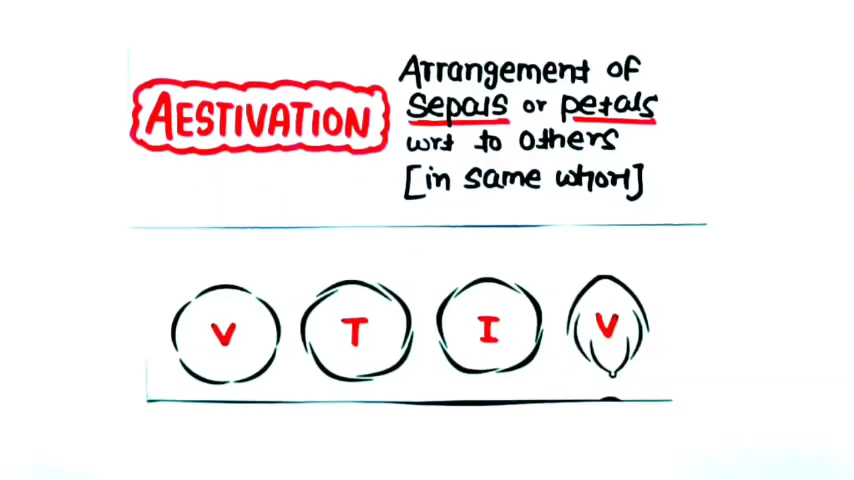 AESTIVATION
Arrangement of
sepals or petals
wrt to others
[in same whorl]
V T I V